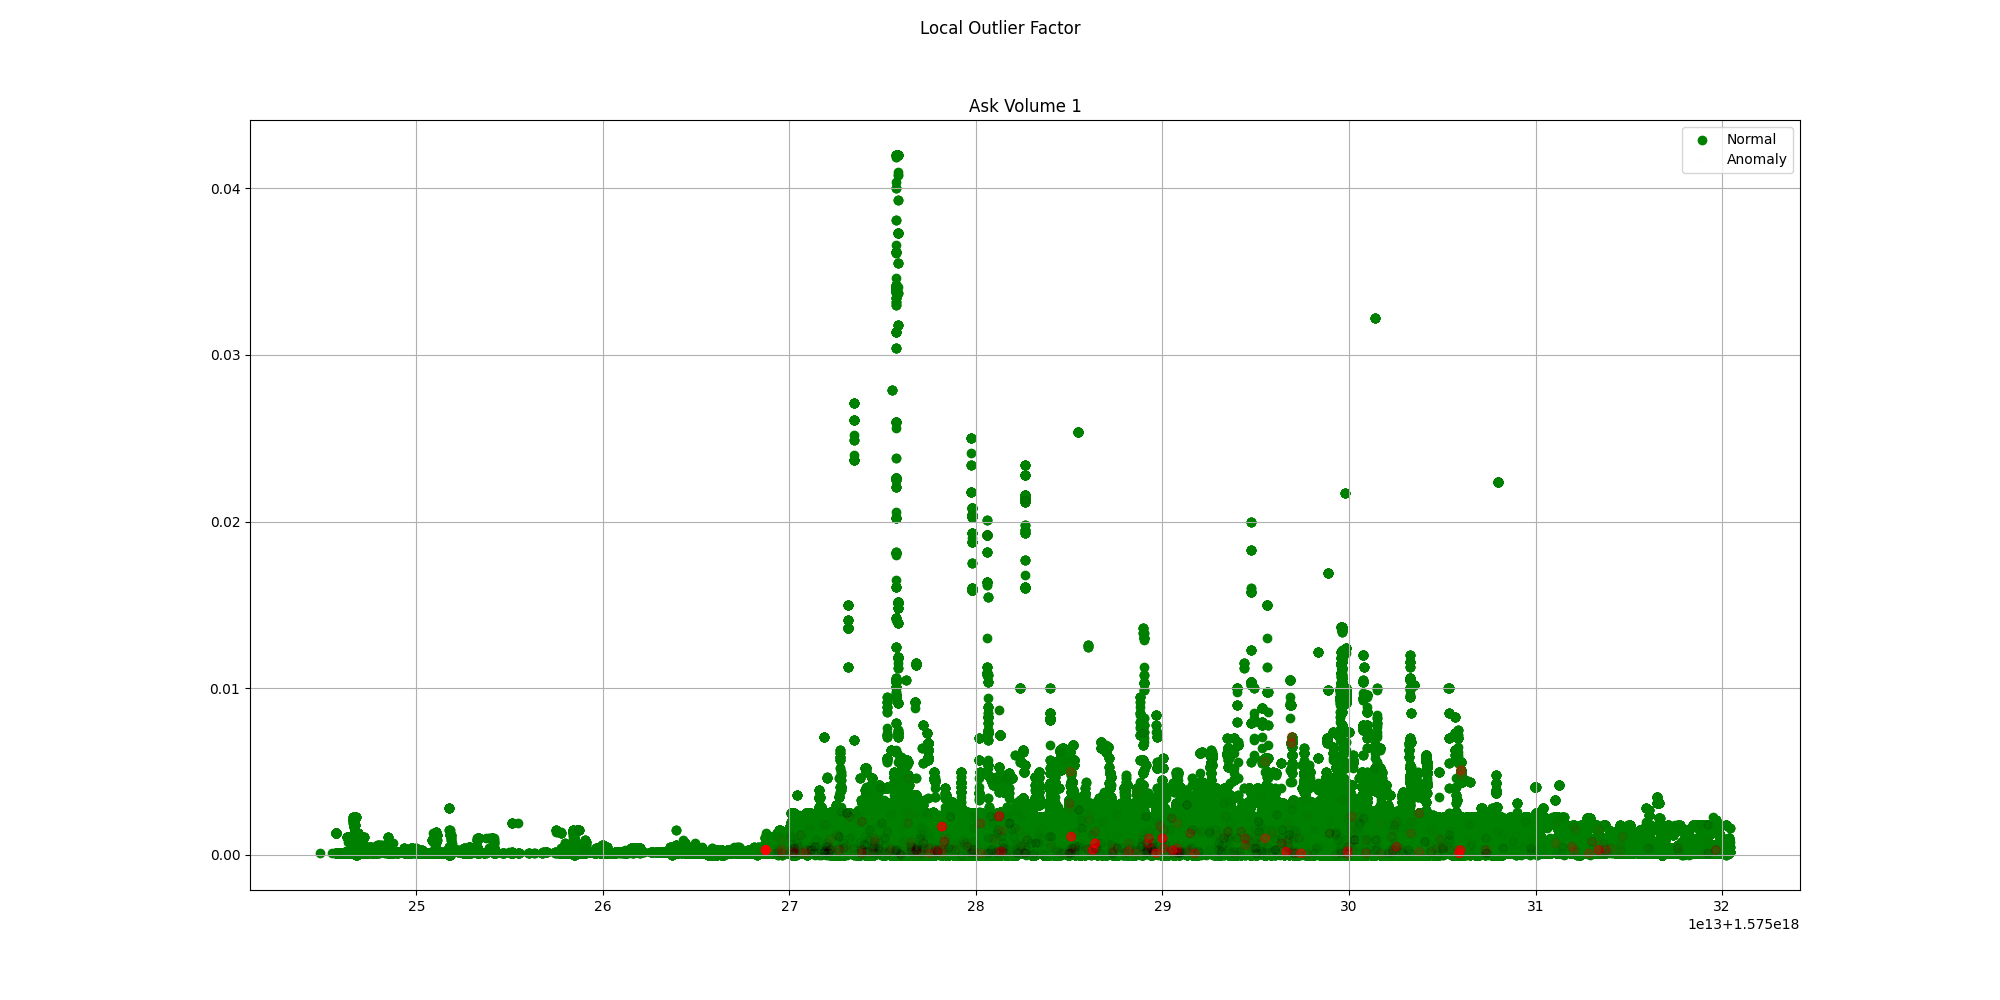 Local Outlier Factor
Ask Volume 1
Normal
Anomaly
0.04
0.03
0.02
0.01
0.00
25 26 27 28 29 30 31 32
1e13+1.575e18